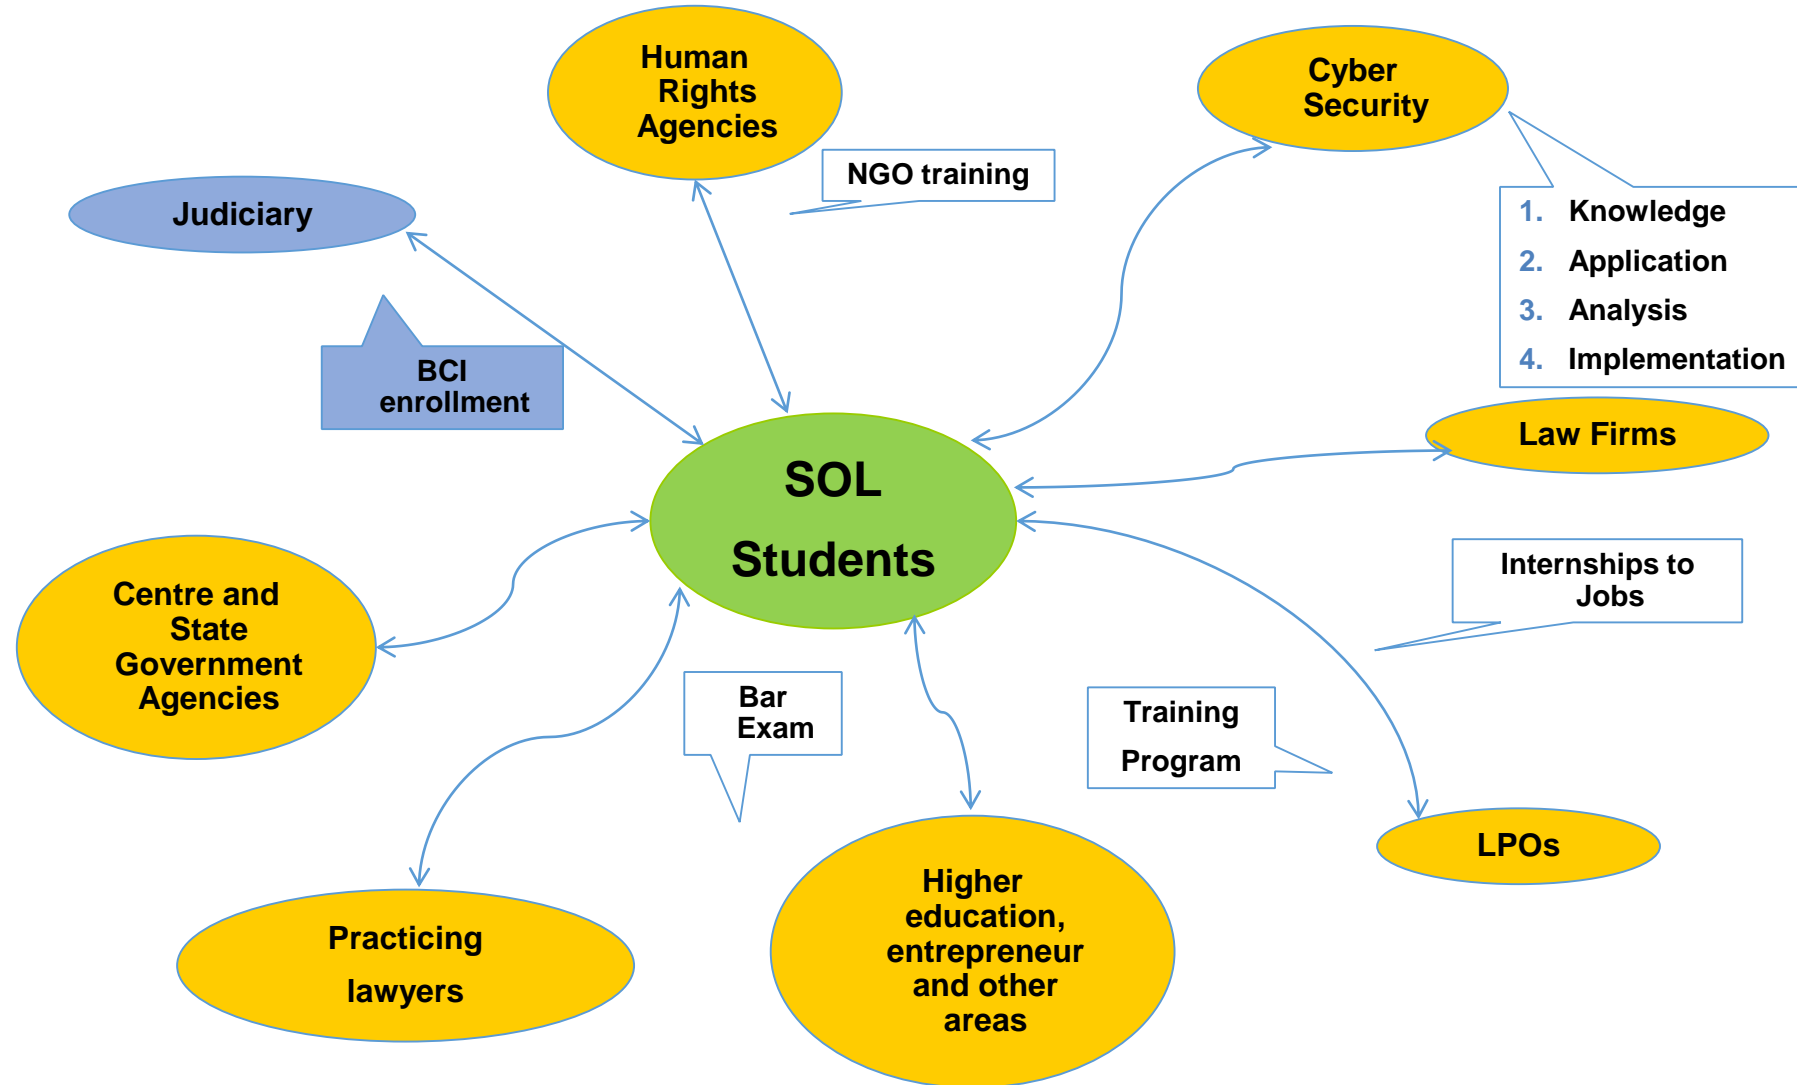 Human
Rights
Agencies
Cyber
Security
NGO training
Judiciary
1. Knowledge
2. Application
3. Analysis
4. Implementation
BCI
enrollment
Law Firms
SOL
Students
Internships to
Jobs
Centre and
State
Government
Agencies
Bar
Exam
Training
Program
LPOs
Practicing
lawyers
Higher
education,
entrepreneur
and other
areas